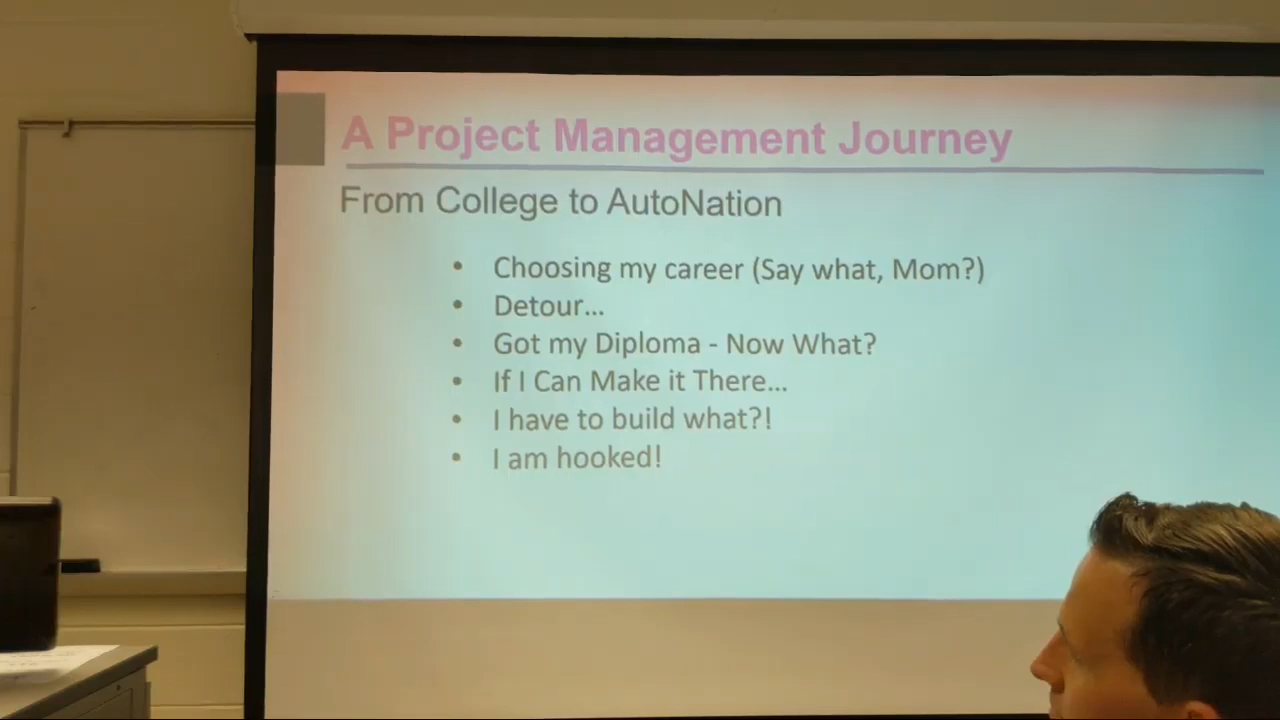 A Project Management Journey
From College to AutoNation
• Choosing my career (Say what, Mom?)
• Detour...
• Got my Diploma - Now What?
• If I Can Make it There...
• I have to build what?!
• I am hooked!